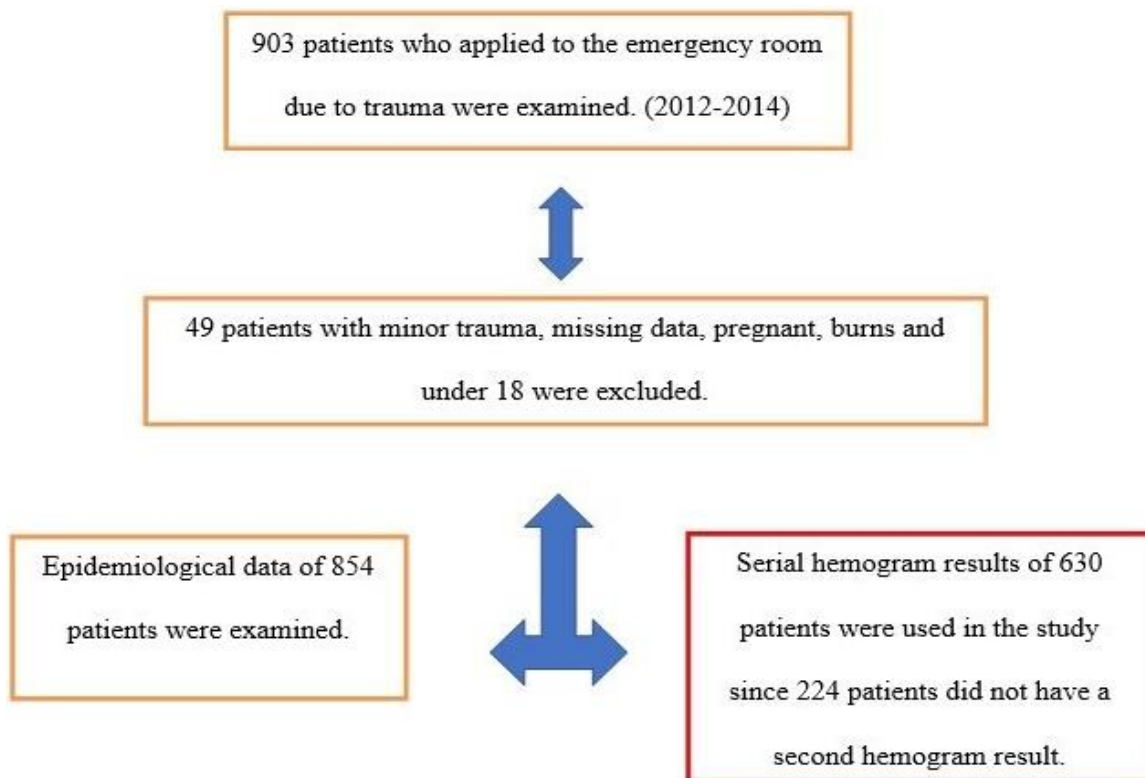 903 patients who applied to the emergency room
due to trauma were examined. (2012-2014)
49 patients with minor trauma, missing data, pregnant, burns and
under 18 were excluded.
Epidemiological data of 854
patients were examined.
Serial hemogram results of 630
patients were used in the study
since 224 patients did not have a
second hemogram result.